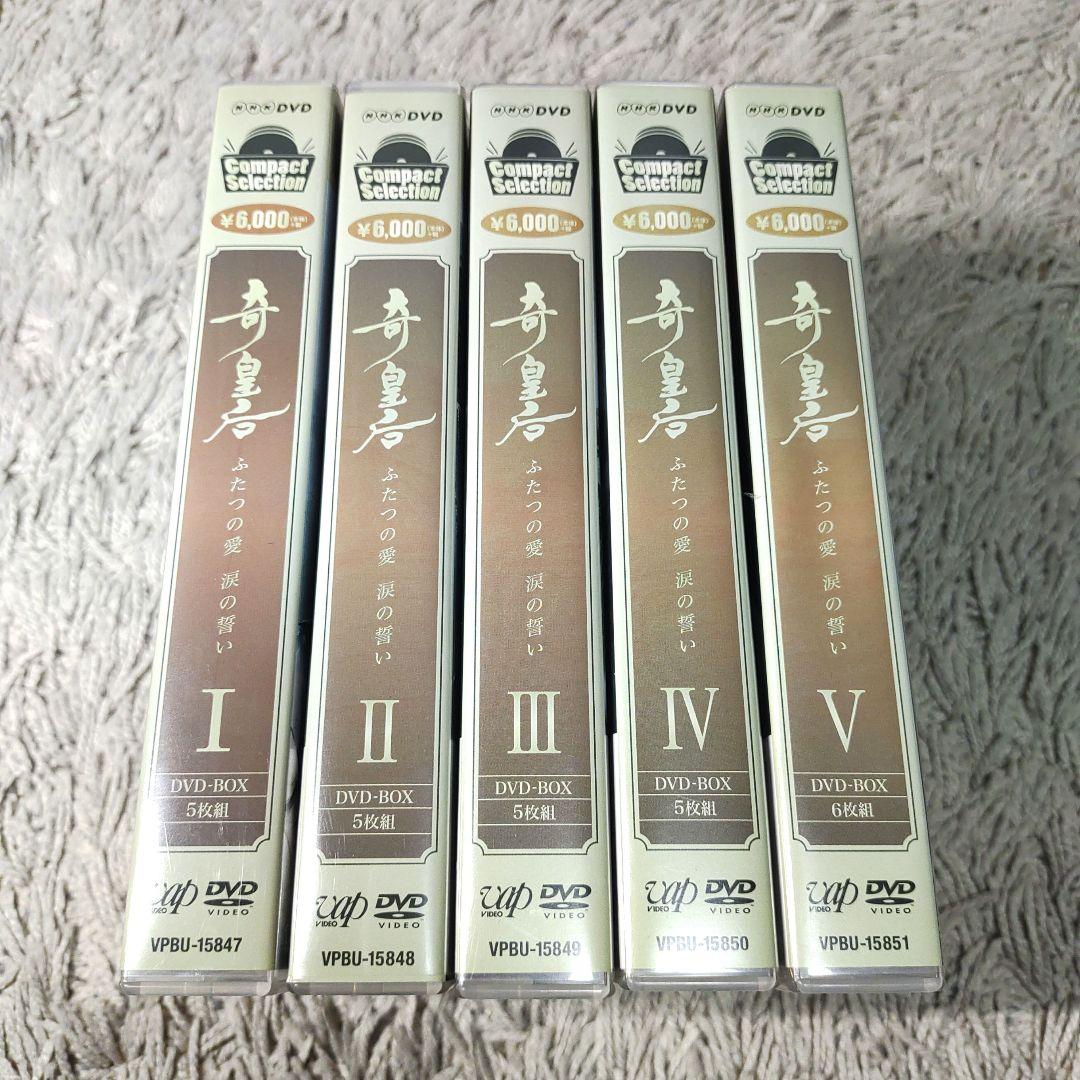 NHK DVD
Compact
Selection
¥6,000
奇皇后
ふたつの愛 涙の誓い
I
DVD-BOX
5枚組
vap
VIDEO
DVD
VIDEO
VPBU-15847
NHK DVD
Compact
Selection
¥6,000
奇皇后
ふたつの愛 涙の誓い
II
DVD-BOX
5枚組
vap
VIDEO
DVD
VIDEO
VPBU-15848
NHK DVD
Compact
Selection
¥6,000
奇皇后
ふたつの愛 涙の誓い
III
DVD-BOX
5枚組
vap
VIDEO
DVD
VIDEO
VPBU-15849
NHK DVD
Compact
Selection
¥6,000
奇皇后
ふたつの愛 涙の誓い
IV
DVD-BOX
5枚組
vap
VIDEO
DVD
VIDEO
VPBU-15850
NHK DVD
Compact
Selection
¥6,000
奇皇后
ふたつの愛 涙の誓い
V
DVD-BOX
6枚組
vap
VIDEO
DVD
VIDEO
VPBU-15851